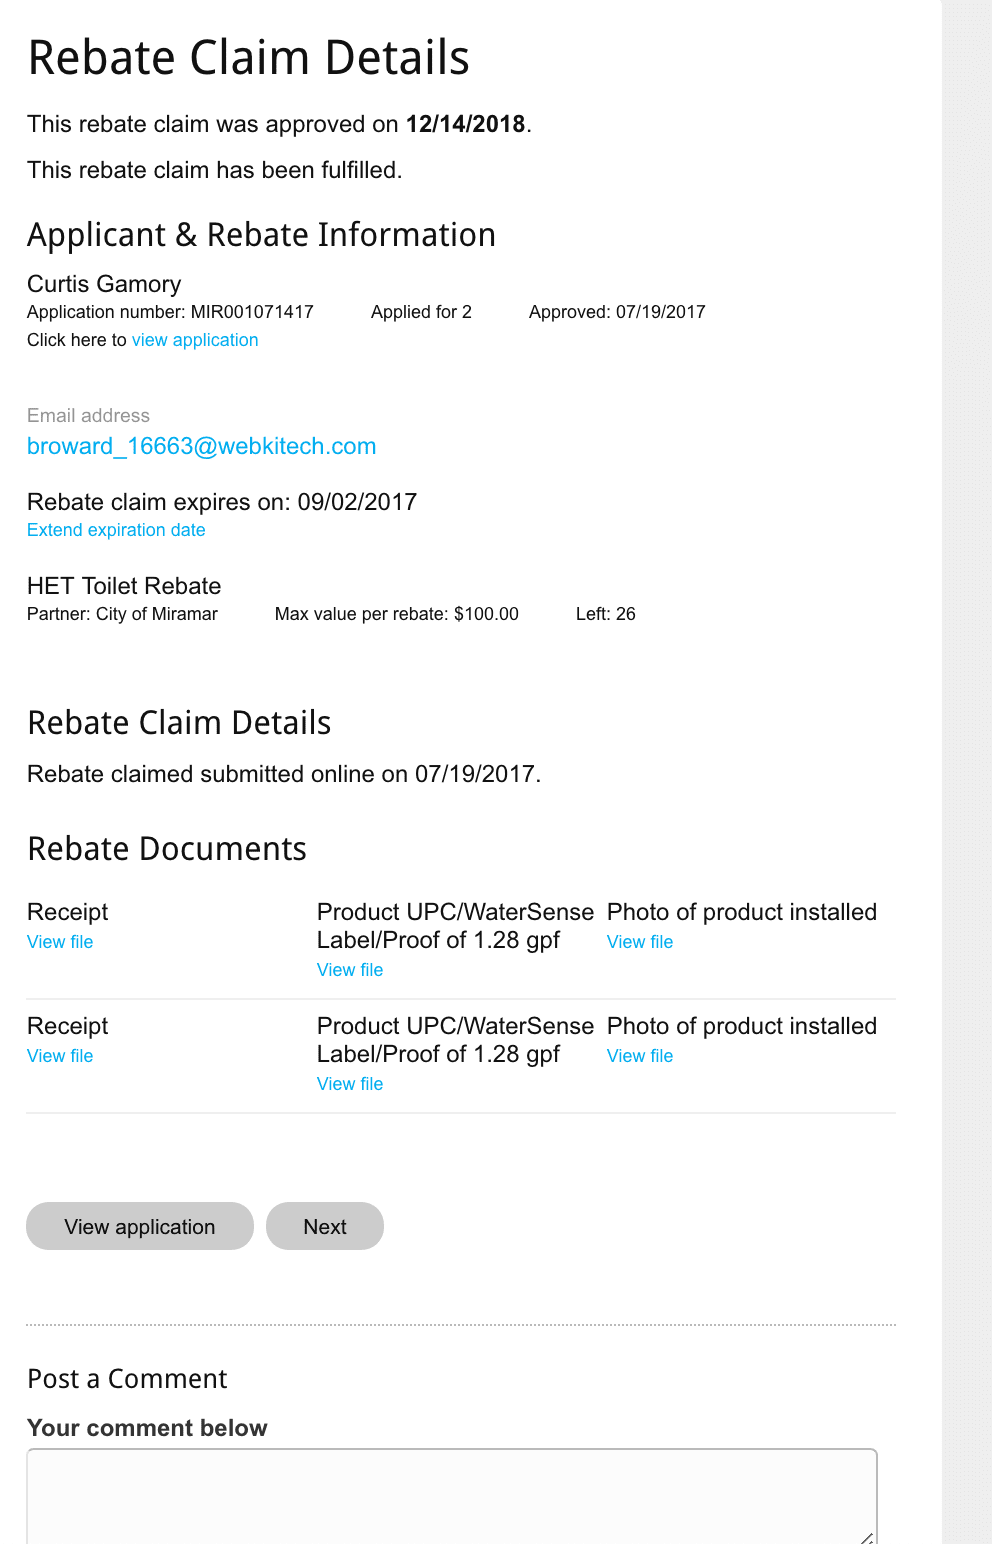 Rebate Claim Details
This rebate claim was approved on 12/14/2018.
This rebate claim has been fulfilled.
Applicant & Rebate Information
Curtis Gamory
Application number: MIR001071417 Applied for 2 Approved: 07/19/2017
Click here to view application
Email address
broward_16663@webkitech.com
Rebate claim expires on: 09/02/2017
Extend expiration date
HET Toilet Rebate
Partner: City of Miramar Max value per rebate: $100.00 Left: 26
Rebate Claim Details
Rebate claimed submitted online on 07/19/2017.
Rebate Documents
Receipt
View file
Product UPC/WaterSense
Label/Proof of 1.28 gpf
View file
Photo of product installed
View file
Receipt
View file
Product UPC/WaterSense
Label/Proof of 1.28 gpf
View file
Photo of product installed
View file
View application Next
Post a Comment
Your comment below